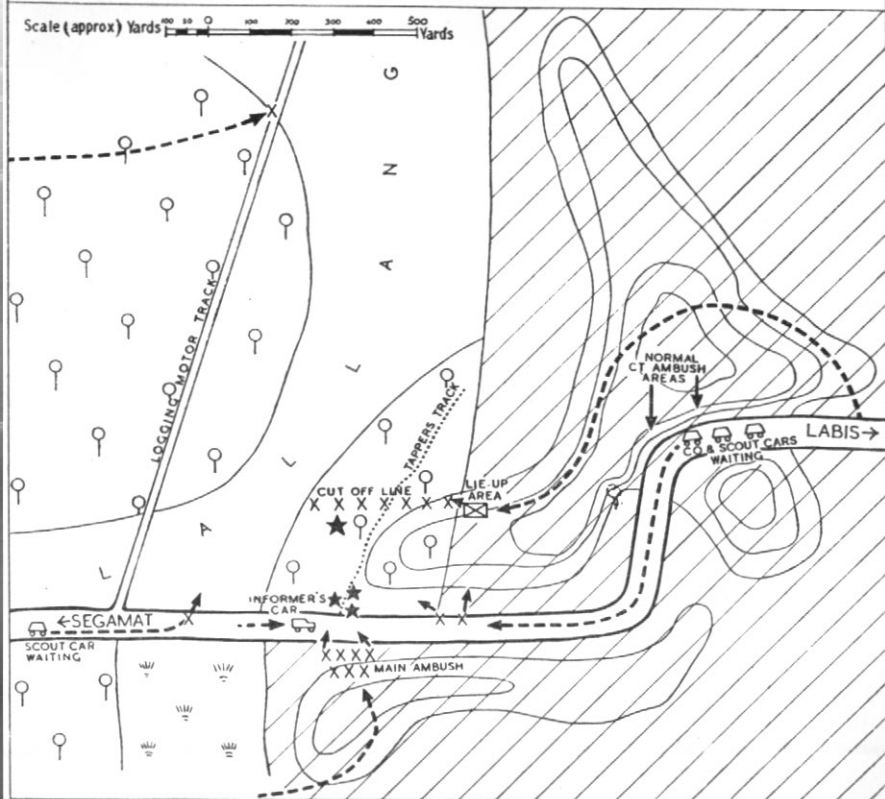 Scale (approx) Yards 100 50 0 100 200 300 400 500 Yards
L A L L A N G
LOGGING MOTOR TRACK
TAPPERS TRACK
NORMAL
CT AMBUSH
AREAS
LABIS→
CO & SCOUT CARS
WAITING
CUT OFF LINE
X X X X X X X
LIE-UP
AREA
X
INFORMER'S
CAR
←SEGAMAT
X
X X
SCOUT CAR
WAITING
X X X X
X X X
MAIN AMBUSH